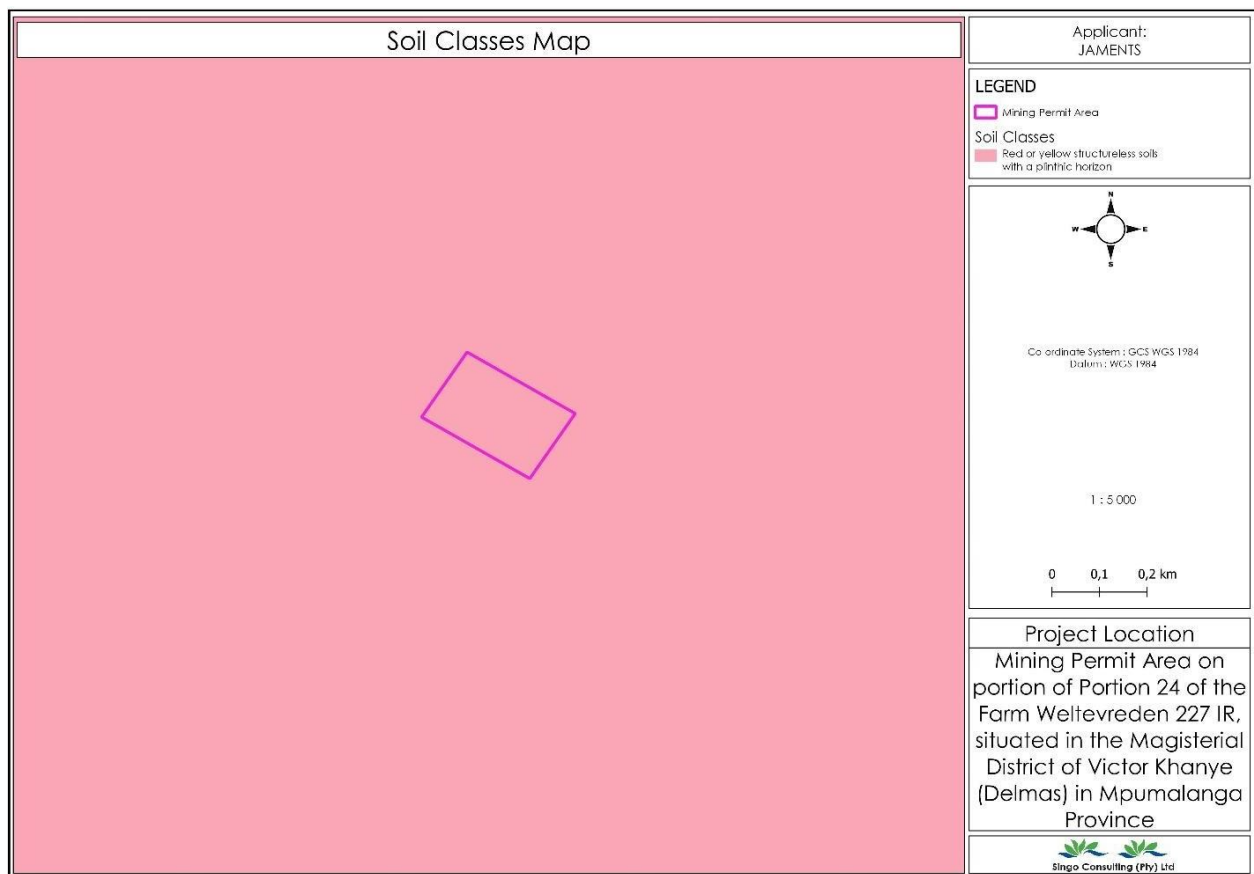 Soil Classes Map
Applicant:
JAMENTS
LEGEND
Mining Permit Area
Soil Classes
Red or yellow structureless soils
with a plinthic horizon
N
W E
S
Co ordinate System : GCS WGS 1984
Datum : WGS 1984
1 : 5 000
0 0,1 0,2 km
Project Location
Mining Permit Area on
portion of Portion 24 of the
Farm Weltevreden 227 IR,
situated in the Magisterial
District of Victor Khanye
(Delmas) in Mpumalanga
Province
Singo Consulting (Pty) Ltd